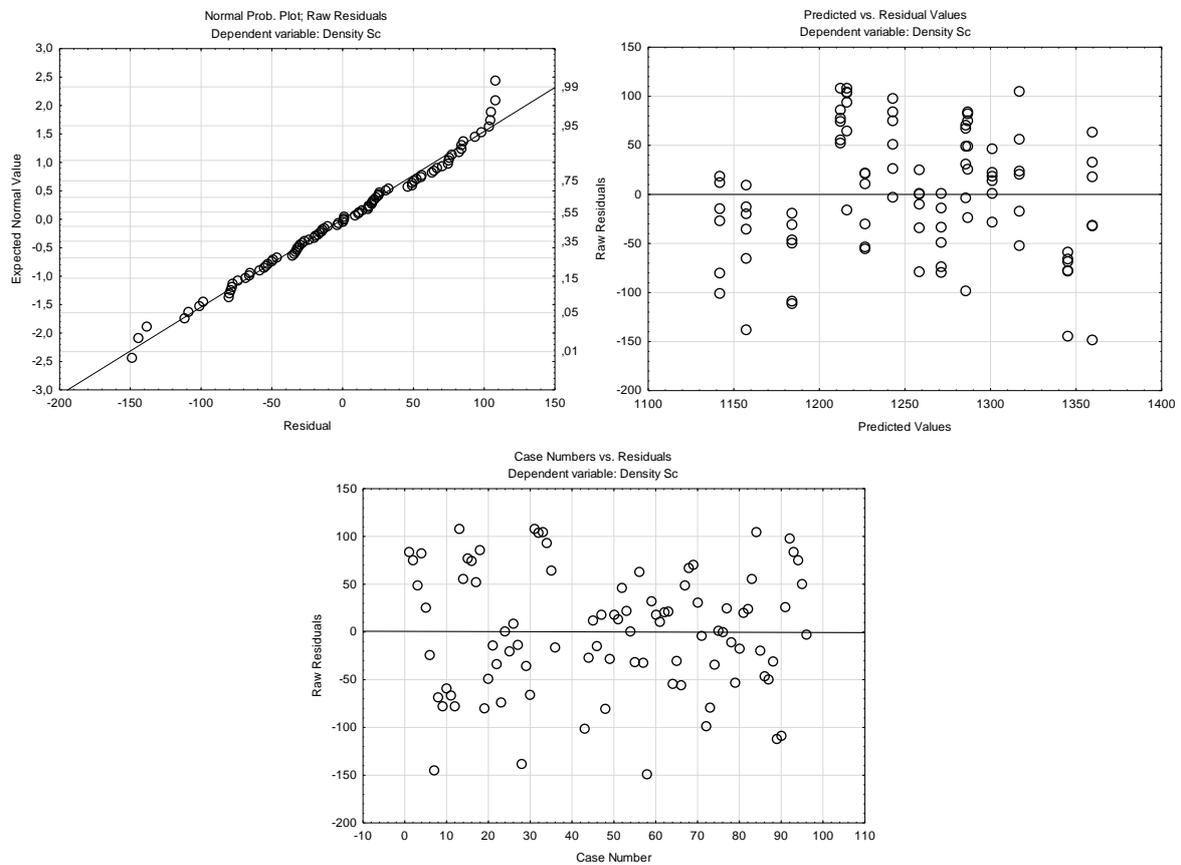 Normal Prob. Plot; Raw Residuals
Dependent variable: Density Sc
3,0
2,5
2,0
1,5
1,0
0,5
0,0
-0,5
-1,0
-1,5
-2,0
-2,5
-3,0
Expected Normal Value
,99
,95
,75
,55
,35
,15
,05
,01
-200 -150 -100 -50 0 50 100 150
Residual
Predicted vs. Residual Values
Dependent variable: Density Sc
150
100
50
0
-50
-100
-150
-200
Raw Residuals
1100 1150 1200 1250 1300 1350 1400
Predicted Values
Case Numbers vs. Residuals
Dependent variable: Density Sc
150
100
50
0
-50
-100
-150
-200
Raw Residuals
-10 0 10 20 30 40 50 60 70 80 90 100 110
Case Number